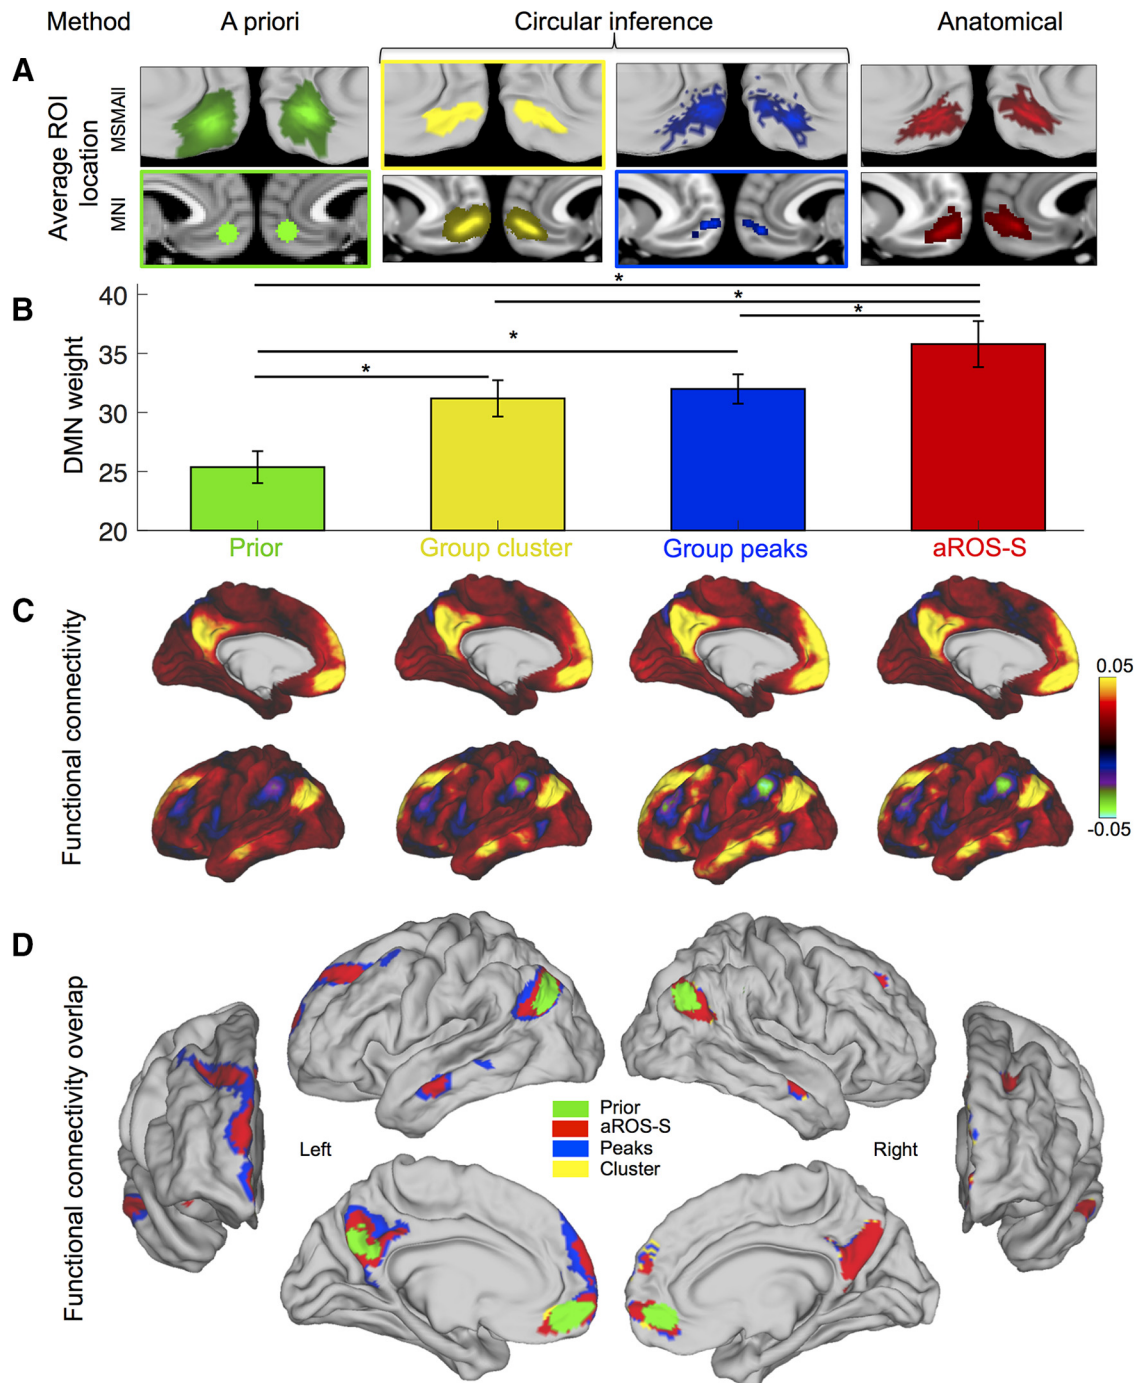 Method A priori Circular inference Anatomical
A
Average ROI
location
MSMAll
MNI
B
DMN weight
40
35
30
25
20
*
*
*
*
*
Prior Group cluster Group peaks aROS-S
C
Functional connectivity
0.05
-0.05
D
Functional connectivity overlap
Prior
aROS-S
Peaks
Cluster
Left
Right